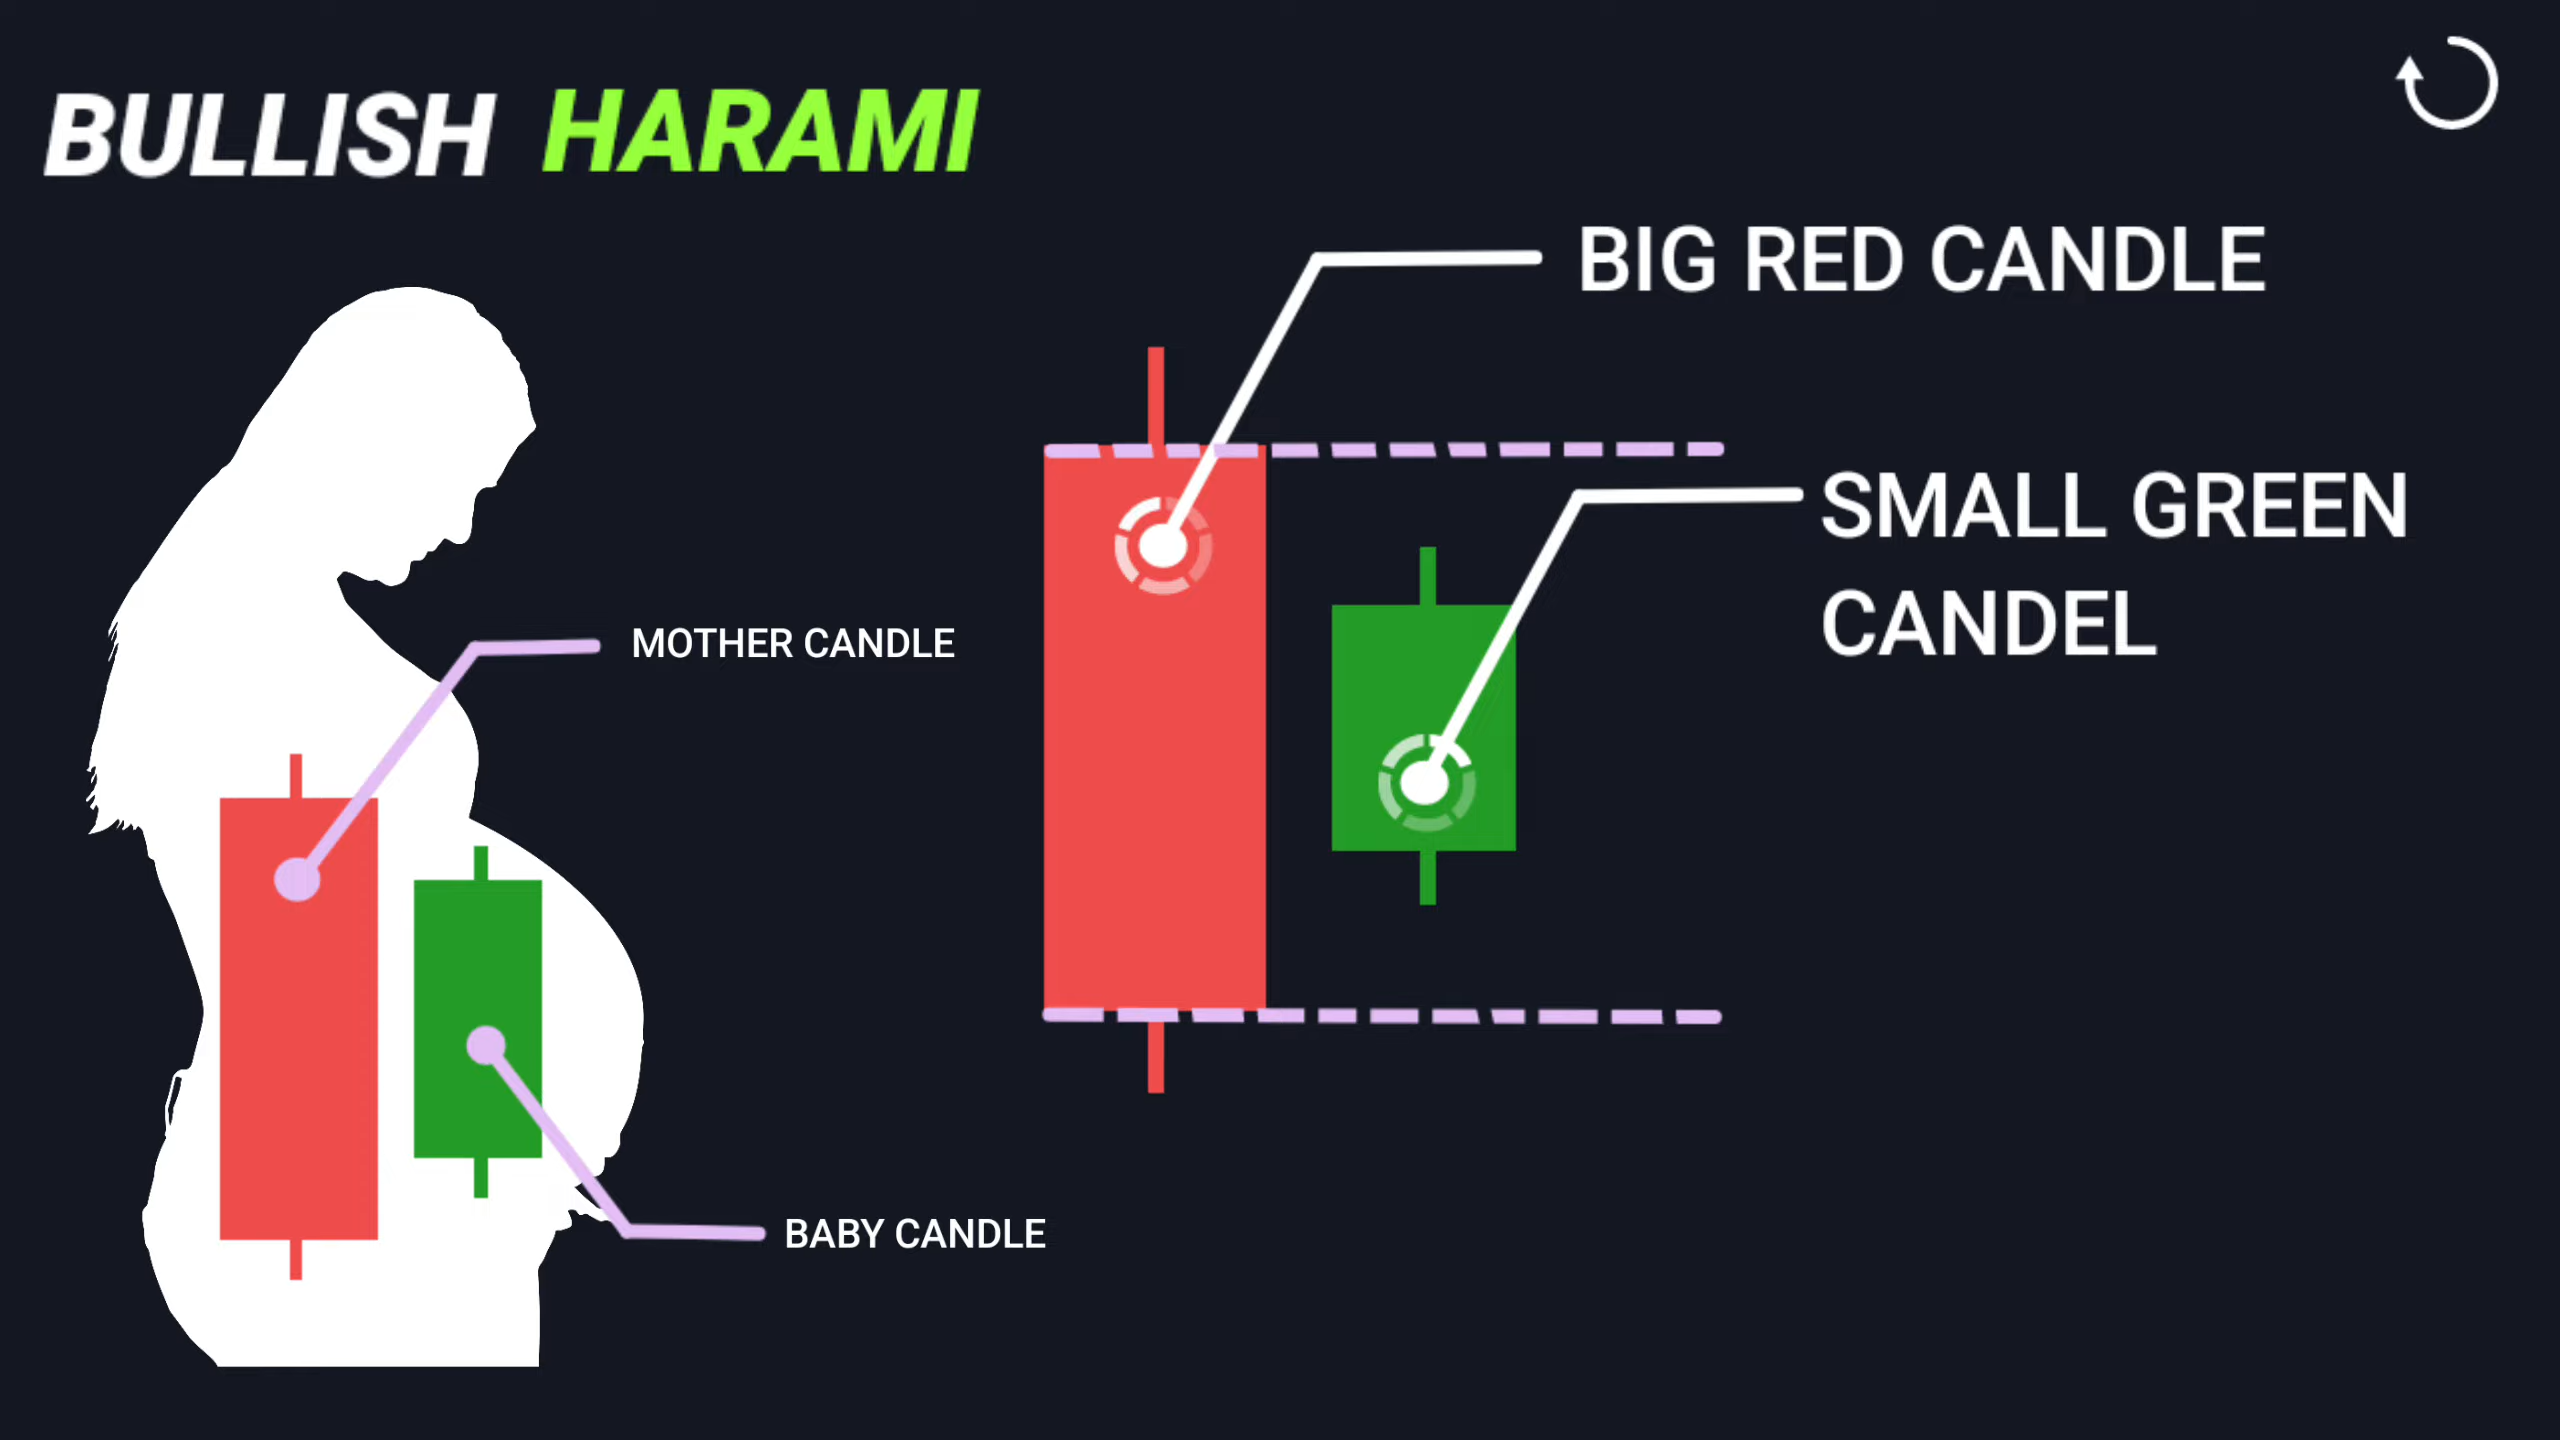 BULLISH HARAMI
BIG RED CANDLE
SMALL GREEN
CANDEL
MOTHER CANDLE
BABY CANDLE